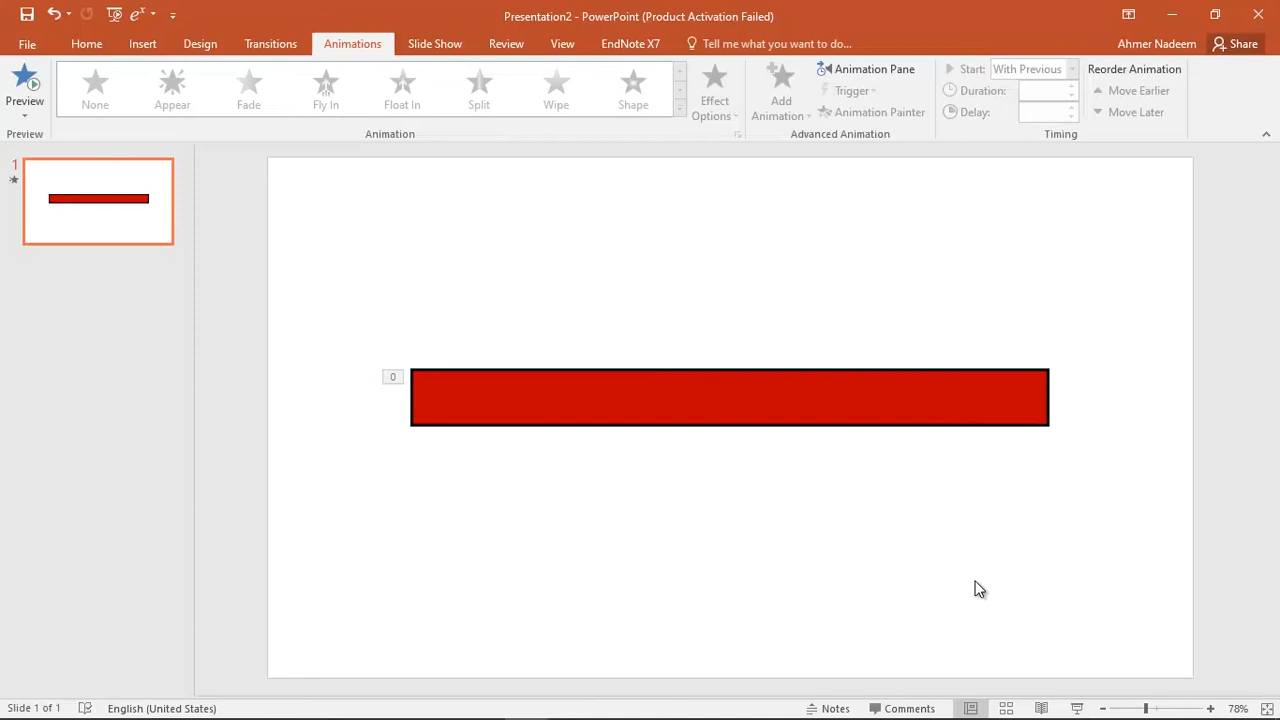 Presentation2 - PowerPoint (Product Activation Failed)
File Home Insert Design Transitions Animations Slide Show Review View EndNote X7 Tell me what you want to do... Ahmer Nadeem Share
Preview
None Appear Fade Fly In Float In Split Wipe Shape
Effect Options
Add Animation
Animation Pane
Trigger
Animation Painter
Start: With Previous
Duration:
Delay:
Reorder Animation
Move Earlier
Move Later
Preview Animation Advanced Animation Timing
1
0
Slide 1 of 1 English (United States) Notes Comments 78%